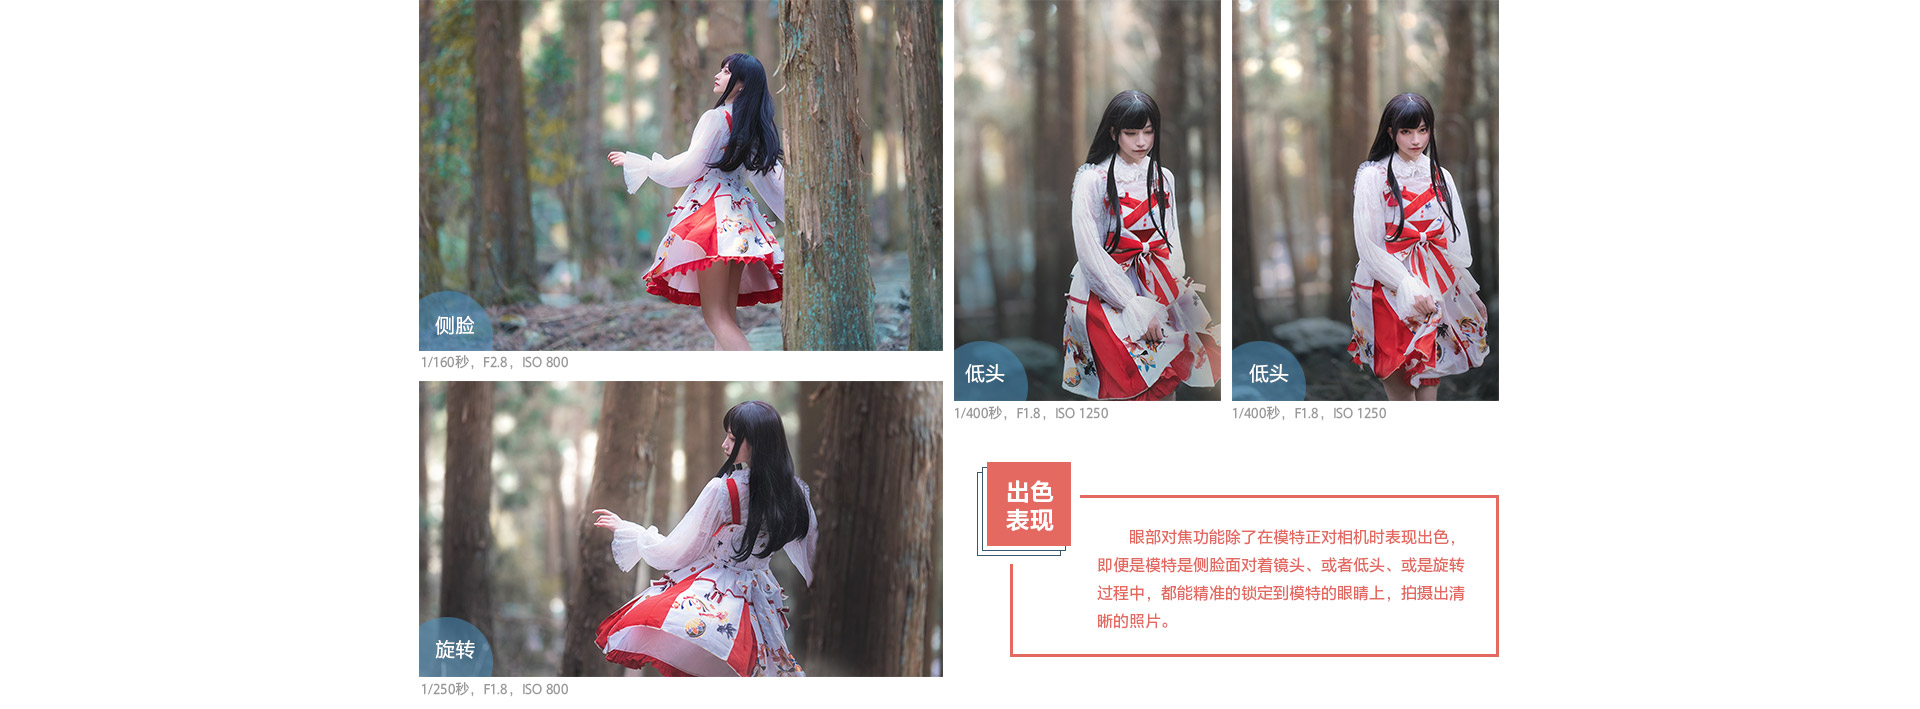 侧脸
1/160秒，F2.8，ISO 800
旋转
1/250秒，F1.8，ISO 800
低头
1/400秒，F1.8，ISO 1250
低头
1/400秒，F1.8，ISO 1250
出色
表现
眼部对焦功能除了在模特正对相机时表现出色，
即便是模特是侧脸面对着镜头、或者低头、或是旋转
过程中，都能精准的锁定到模特的眼睛上，拍摄出清
晰的照片。